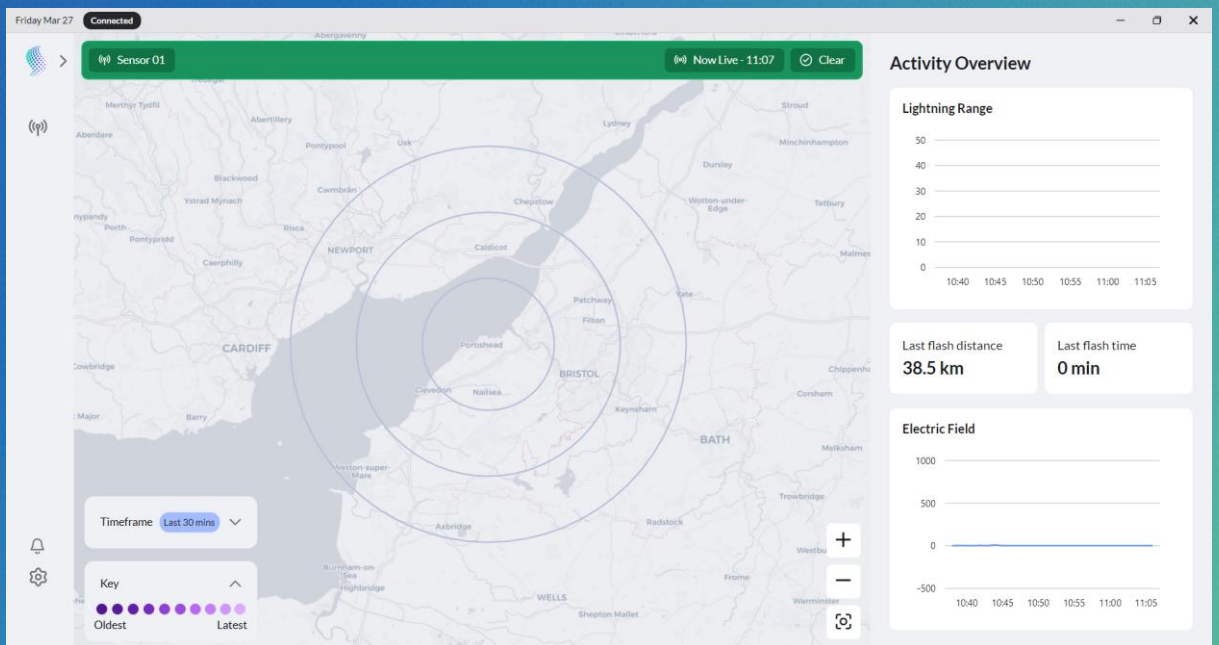 Friday Mar 27
Connected
Sensor 01
Now Live - 11:07
Clear
Abergavenny
Merthyr Tydfil
Abertillery
Aberdare
Pontypool
Usk
Lydney
Stroud
Minchinhampton
Blackwood
Cwmbrân
Dursley
Ystrad Mynach
Chepstow
Wotton-under-
Edge
Tetbury
Porth
Risca
Pontypridd
NEWPORT
Caldicot
Caerphilly
Patchway
Yate
Filton
CARDIFF
Portishead
Cowbridge
BRISTOL
Clevedon
Nailsea
Corsham
Barry
Keynsham
BATH
Melksham
Weston-super-
Mare
Trowbridge
Axbridge
Radstock
Burnham-on-
Sea
Highbridge
Frome
WELLS
Warminster
Shepton Mallet
Timeframe
Last 30 mins
Key
Oldest
Latest
Activity Overview
Lightning Range
50
40
30
20
10
0
10:40 10:45 10:50 10:55 11:00 11:05
Last flash distance
38.5 km
Last flash time
0 min
Electric Field
1000
500
0
-500
10:40 10:45 10:50 10:55 11:00 11:05